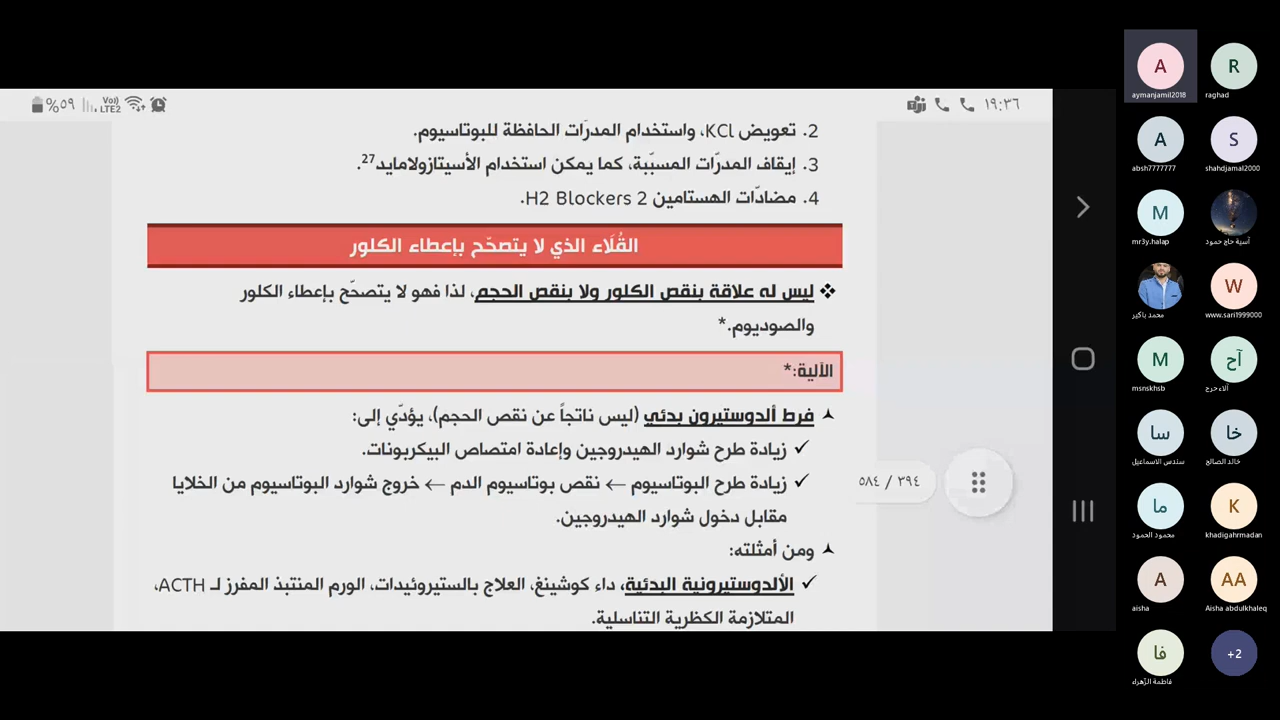 ٥٩%
Vo)
LTE2
١٩:٣٦
2. تعويض KCl، واستخدام المدرّات الحافظة للبوتاسيوم.
3. إيقاف المدرّات المسبّبة، كما يمكن استخدام الأسيتازولامايد27.
4. مضادّات الهستامين 2 H2 Blockers.
القُلَاء الذي لا يتصحّح بإعطاء الكلور
❖ ليس له علاقة بنقص الكلور ولا بنقص الحجم، لذا فهو لا يتصحّح بإعطاء الكلور
والصوديوم.*
الآلية:*
فرط ألدوستيرون بدئي (ليس ناتجاً عن نقص الحجم)، يؤدّي إلى:
✓ زيادة طرح شوارد الهيدروجين وإعادة امتصاص البيكربونات.
✓ زيادة طرح البوتاسيوم ← نقص بوتاسيوم الدم ← خروج شوارد البوتاسيوم من الخلايا
مقابل دخول شوارد الهيدروجين.
ومن أمثلته:
✓ الألدوستيرونية البدئية، داء كوشينغ، العلاج بالستيروئيدات، الورم المنتبذ المفرز لـ ACTH،
المتلازمة الكظرية التناسلية.
٣٩٤ / ٥٨٤
A
aymanjamil2018
R
raghad
A
absh7777777
S
shahdjamal2000
M
mr3y.halap
آسية حاج حمود
محمد باكير
W
www.sari1999000
M
msnskhsb
آح
آلاء حرح
سا
سندس الاسماعيل
خا
خالد الصالح
ما
محمود الحمود
K
khadigahrmadan
A
aisha
AA
Aisha abdulkhaleq
فا
فاطمة الزّهراء
+2